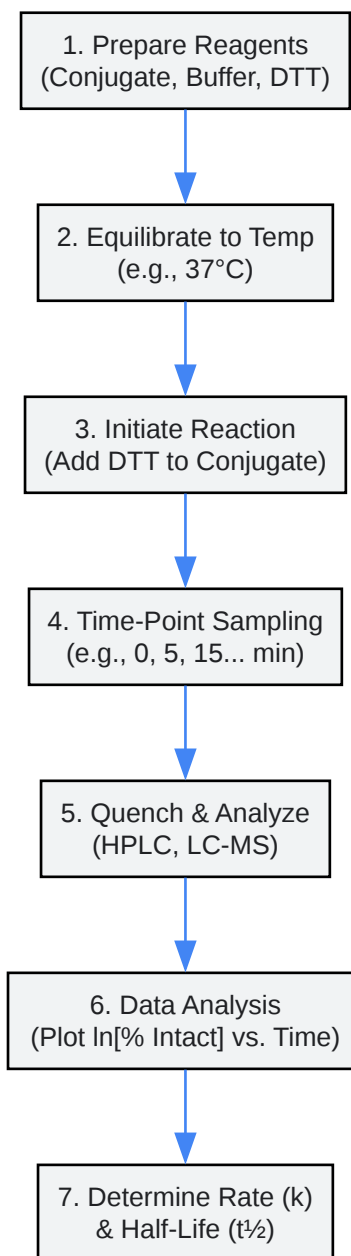 1. Prepare Reagents
(Conjugate, Buffer, DTT)
2. Equilibrate to Temp
(e.g., 37°C)
3. Initiate Reaction
(Add DTT to Conjugate)
4. Time-Point Sampling
(e.g., 0, 5, 15... min)
5. Quench & Analyze
(HPLC, LC-MS)
6. Data Analysis
(Plot ln[% Intact] vs. Time)
7. Determine Rate (k)
& Half-Life (t½)